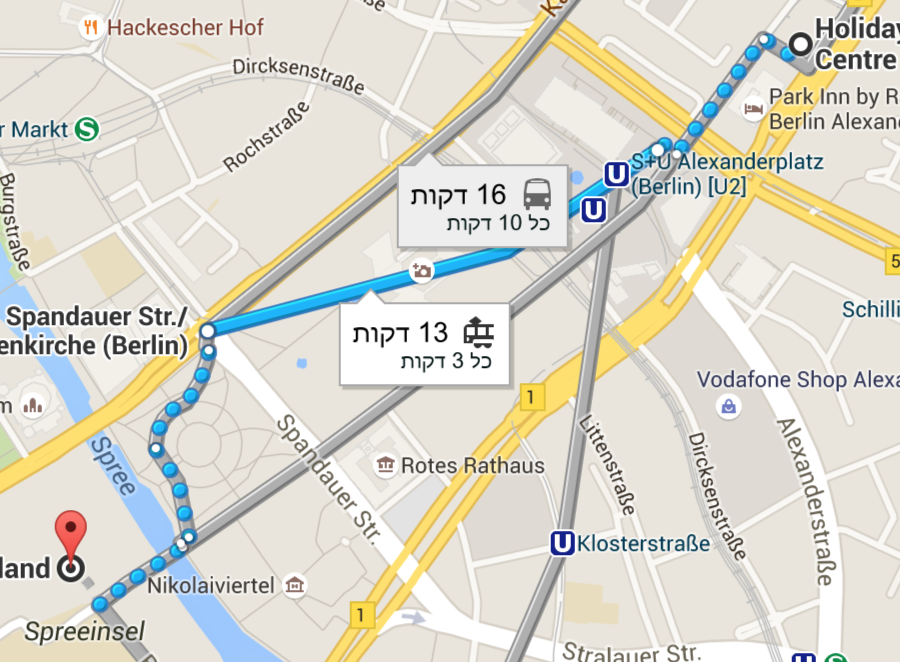 Hackescher Hof
Holiday
Centre
Dircksenstraße
Park Inn by R
Berlin Alexan
r Markt S
Rochstraße
Burgstraße
U
S+U Alexanderplatz
(Berlin) [U2]
U
16 דקות
כל 10 דקות
5
Spandauer Str./
enkirche (Berlin)
13 דקות
כל 3 דקות
Schilli
Vodafone Shop Alexa
1
m
Spree
Spandauer Str.
Rotes Rathaus
Littenstraße
Dircksenstraße
Alexanderstraße
U Klosterstraße
land
Nikolaiviertel
1
Spreeinsel
Stralauer Str.